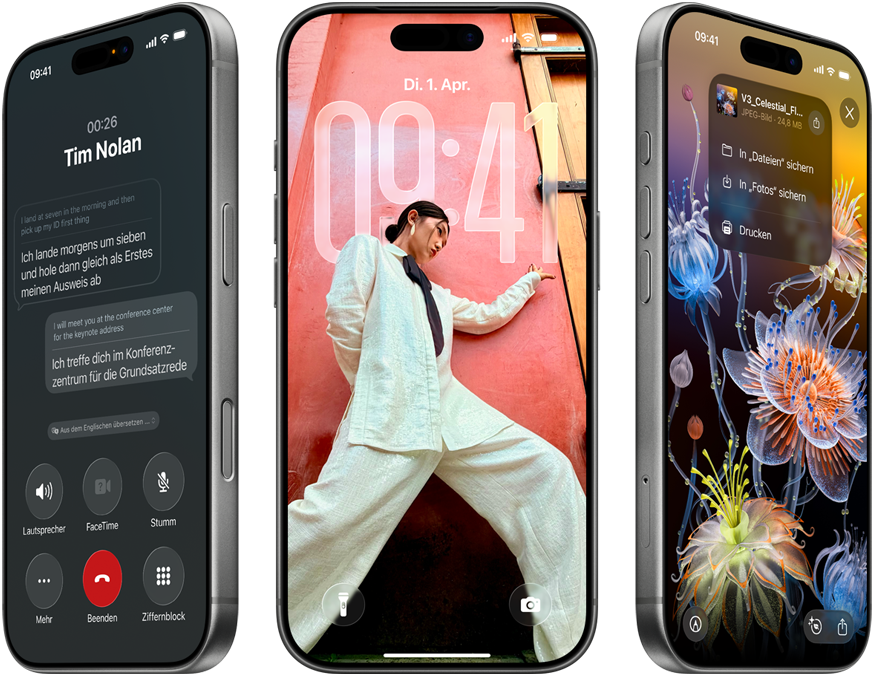 09:41
00:26
Tim Nolan
I land at seven in the morning and then
pick up my ID first thing
Ich lande morgens um sieben
und hole dann gleich als Erstes
meinen Ausweis ab
I will meet you at the conference center
for the keynote address
Ich treffe dich im Konferenz-
zentrum für die Grundsatzrede
Aus dem Englischen übersetzen ...
Lautsprecher
FaceTime
Stumm
Mehr
Beenden
Ziffernblock
Di. 1. Apr.
09:41
09:41
V3_Celestial_Fl...
JPEG-Bild · 24,8 MB
In „Dateien“ sichern
In „Fotos“ sichern
Drucken